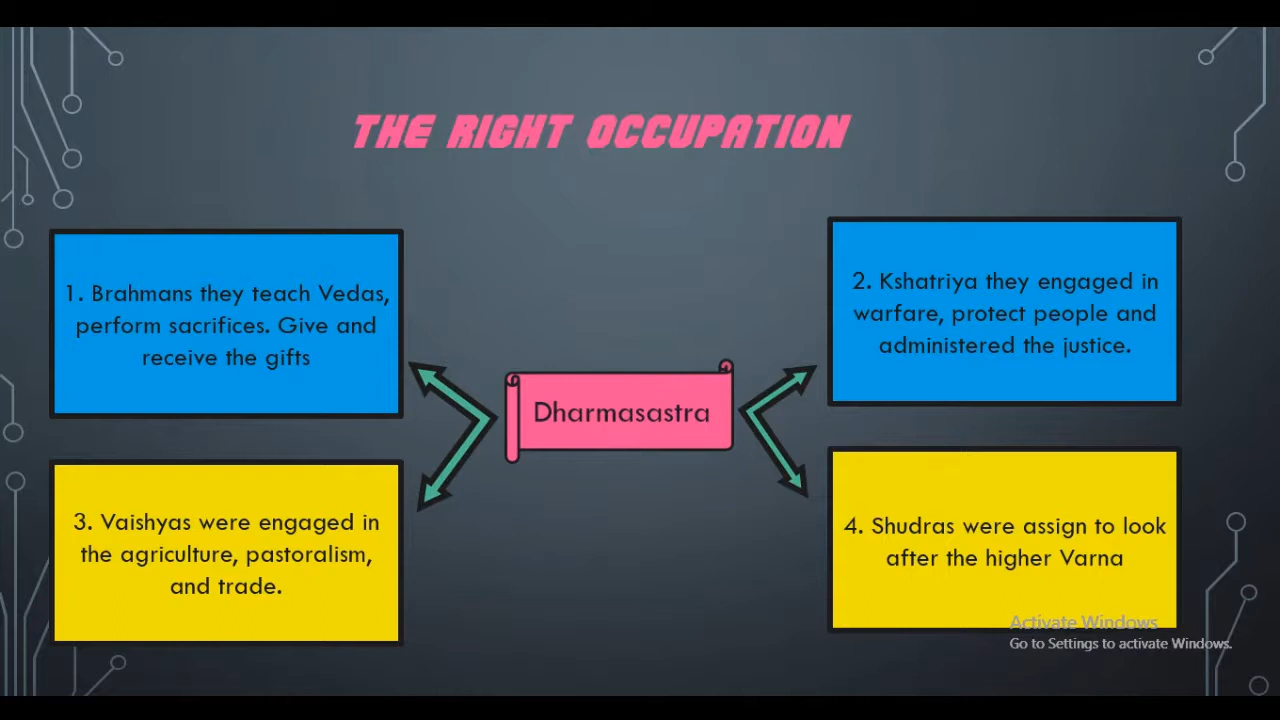 THE RIGHT OCCUPATION
1. Brahmans they teach Vedas,
perform sacrifices. Give and
receive the gifts
2. Kshatriya they engaged in
warfare, protect people and
administered the justice.
Dharmasastra
3. Vaishyas were engaged in
the agriculture, pastoralism,
and trade.
4. Shudras were assign to look
after the higher Varna
Activate Windows
Go to Settings to activate Windows.